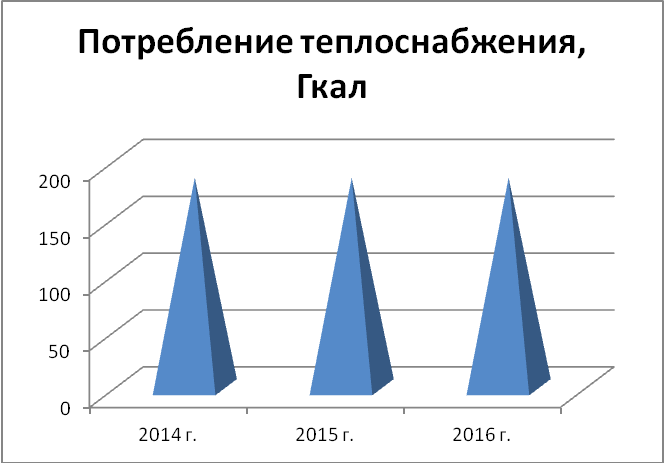 Потребление теплоснабжения,
Гкал
200
150
100
50
0
2014 г.
2015 г.
2016 г.